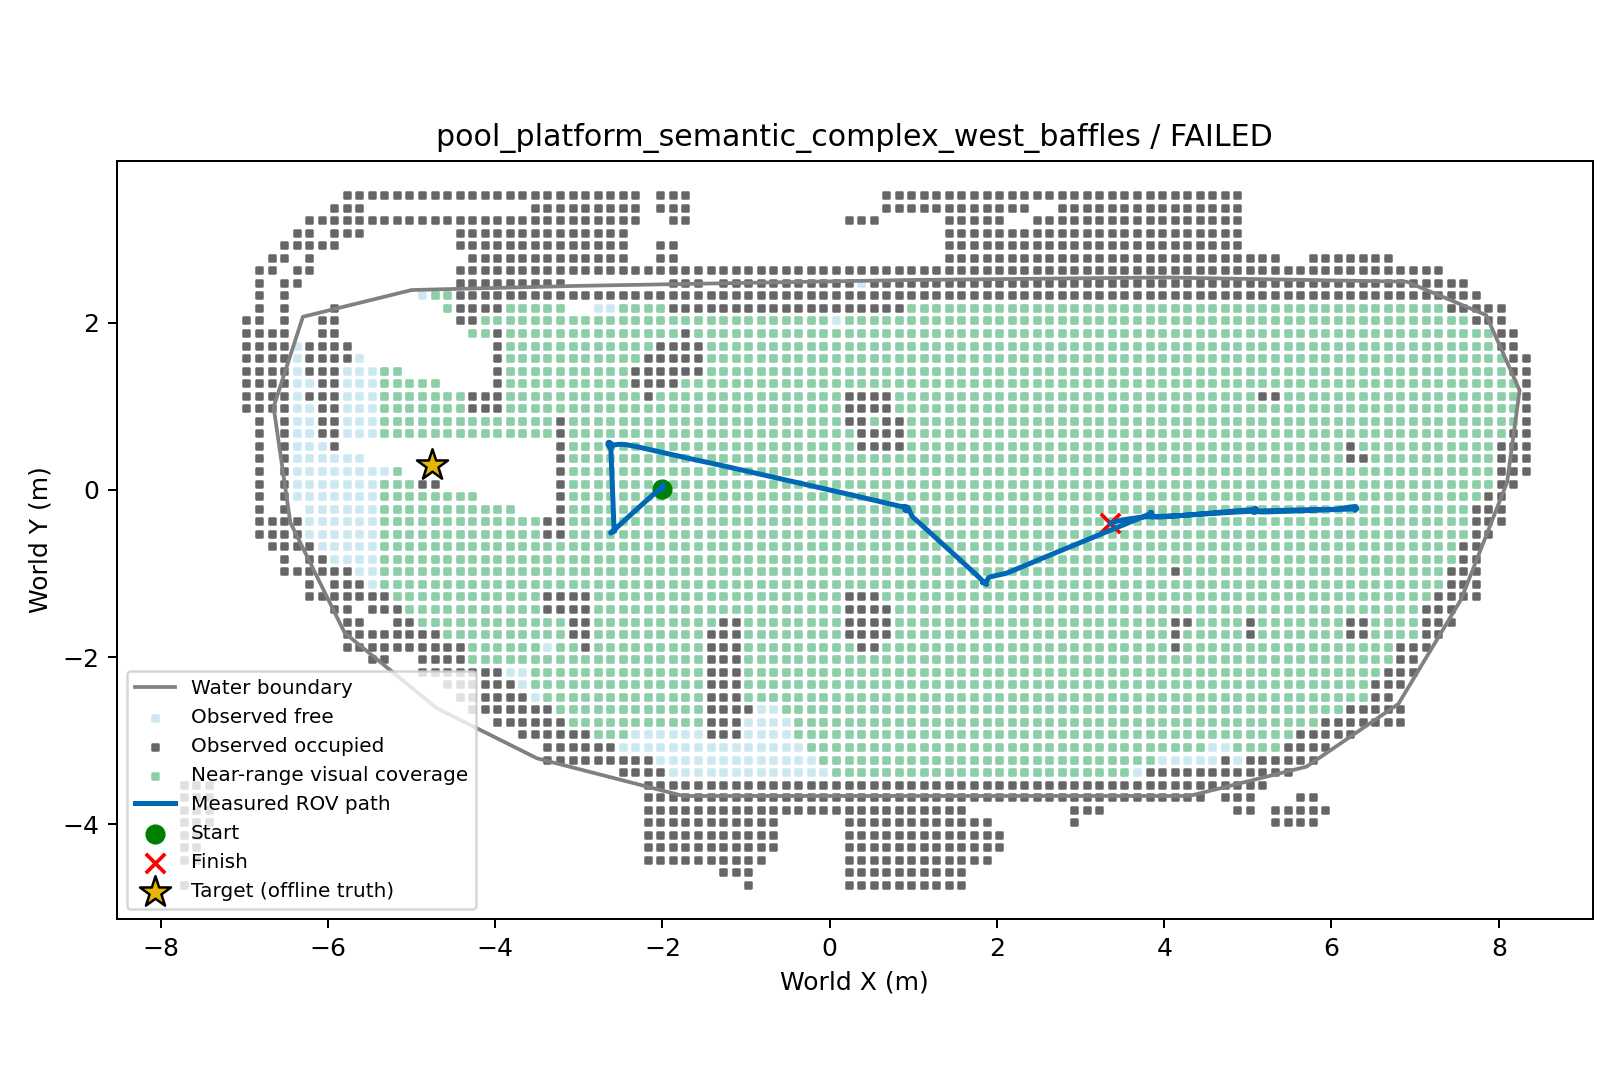 pool_platform_semantic_complex_west_baffles / FAILED
World Y (m)
2
0
−2
−4
Water boundary
Observed free
Observed occupied
Near-range visual coverage
Measured ROV path
Start
Finish
Target (offline truth)
−8 −6 −4 −2 0 2 4 6 8
World X (m)